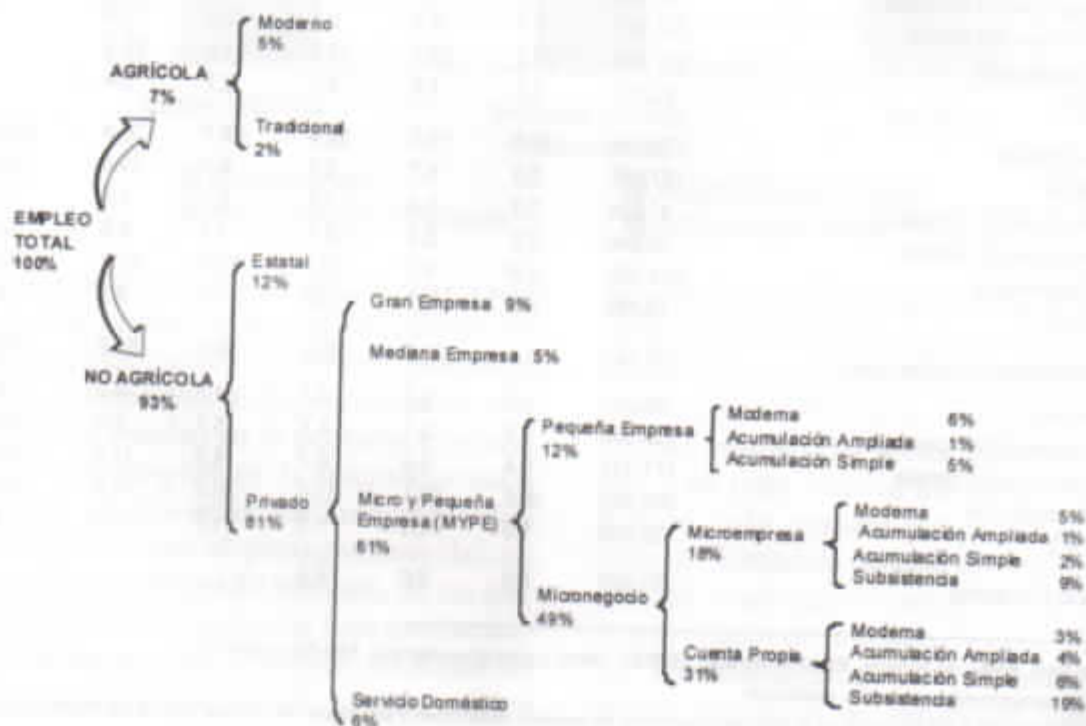 Moderno
5%
AGRÍCOLA
7%
Tradicional
2%
EMPLEO
TOTAL
100%
Estatal
12%
Gran Empresa 9%
Mediana Empresa 5%
NO AGRÍCOLA
93%
Privado
81%
Micro y Pequeña
Empresa (MYPE)
61%
Servicio Doméstico
6%
Pequeña Empresa
12%
Moderna 6%
Acumulación Ampliada 1%
Acumulación Simple 5%
Micronegocio
49%
Microempresa
18%
Moderna 5%
Acumulación Ampliada 1%
Acumulación Simple 2%
Subsistencia 9%
Cuenta Propia
31%
Moderna 3%
Acumulación Ampliada 4%
Acumulación Simple 6%
Subsistencia 19%